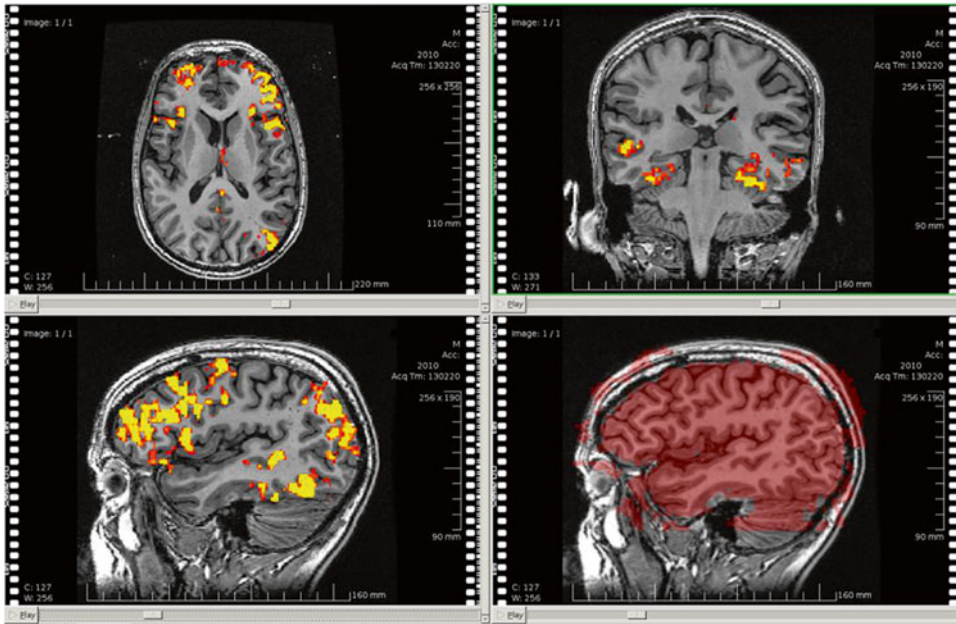 Image: 1 / 1
M
Acc:
2010
Acq Tm: 130220
256 x 256
110 mm
C: 127
W: 256
220 mm
Play
Image: 1 / 1
M
Acc:
2010
Acq Tm: 130220
256 x 190
90 mm
C: 133
W: 271
160 mm
Play
Image: 1 / 1
M
2010
Acc:
Acq Tm: 130220
256 x 190
90 mm
C: 127
W: 256
160 mm
Play
Image: 1 / 1
M
2010
Acc:
Acq Tm: 130220
256 x 190
90 mm
C: 127
W: 256
160 mm
Play